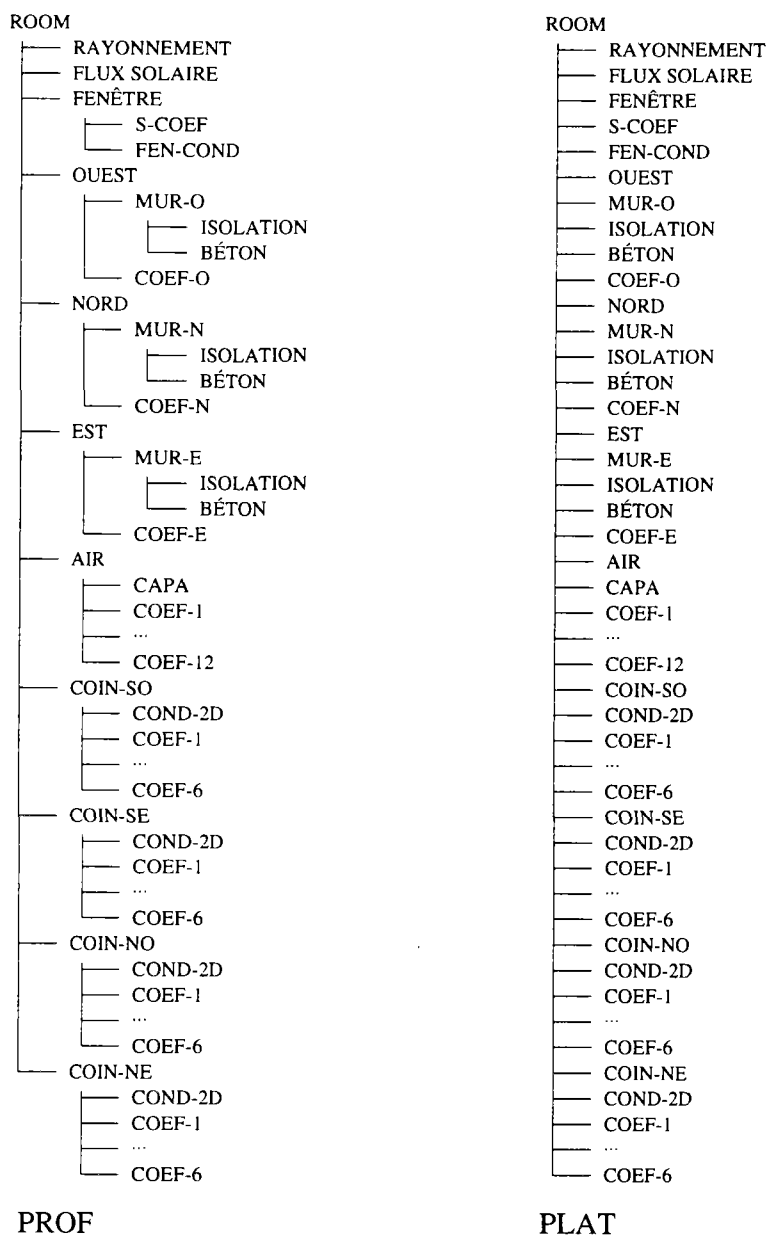 ROOM
RAYONNEMENT
FLUX SOLAIRE
FENÊTRE
S-COEF
FEN-COND
OUEST
MUR-O
ISOLATION
BÉTON
COEF-O
NORD
MUR-N
ISOLATION
BÉTON
COEF-N
EST
MUR-E
ISOLATION
BÉTON
COEF-E
AIR
CAPA
COEF-1
...
COEF-12
COIN-SO
COND-2D
COEF-1
...
COEF-6
COIN-SE
COND-2D
COEF-1
...
COEF-6
COIN-NO
COND-2D
COEF-1
...
COEF-6
COIN-NE
COND-2D
COEF-1
...
COEF-6
PROF
ROOM
RAYONNEMENT
FLUX SOLAIRE
FENÊTRE
S-COEF
FEN-COND
OUEST
MUR-O
ISOLATION
BÉTON
COEF-O
NORD
MUR-N
ISOLATION
BÉTON
COEF-N
EST
MUR-E
ISOLATION
BÉTON
COEF-E
AIR
CAPA
COEF-1
...
COEF-12
COIN-SO
COND-2D
COEF-1
...
COEF-6
COIN-SE
COND-2D
COEF-1
...
COEF-6
COIN-NO
COND-2D
COEF-1
...
COEF-6
COIN-NE
COND-2D
COEF-1
...
COEF-6
PLAT